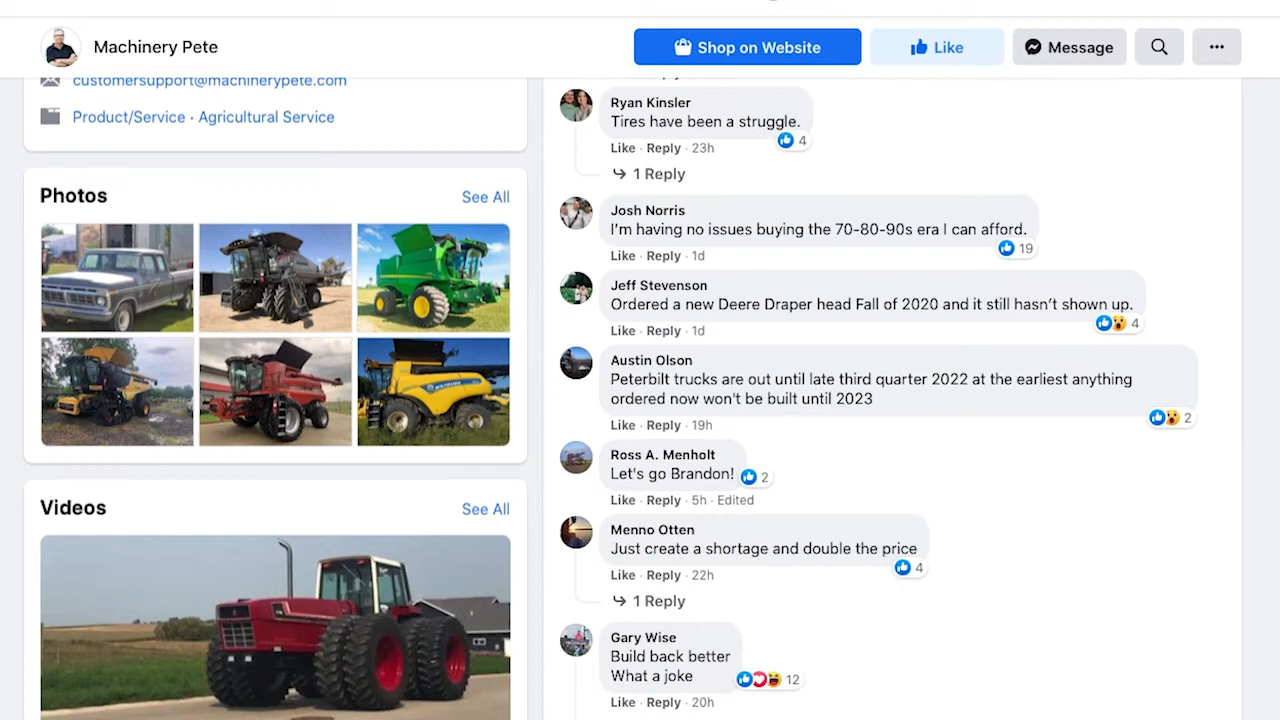 Machinery Pete
Shop on Website
Like
Message
customersupport@machinerypete.com
Product/Service · Agricultural Service
Photos
See All
Videos
See All
Ryan Kinsler
Tires have been a struggle.
4
Like · Reply · 23h
1 Reply
Josh Norris
I'm having no issues buying the 70-80-90s era I can afford.
19
Like · Reply · 1d
Jeff Stevenson
Ordered a new Deere Draper head Fall of 2020 and it still hasn't shown up.
4
Like · Reply · 1d
Austin Olson
Peterbilt trucks are out until late third quarter 2022 at the earliest anything
ordered now won't be built until 2023
2
Like · Reply · 19h
Ross A. Menholt
Let's go Brandon!
2
Like · Reply · 5h · Edited
Menno Otten
Just create a shortage and double the price
4
Like · Reply · 22h
1 Reply
Gary Wise
Build back better
What a joke
12
Like · Reply · 20h